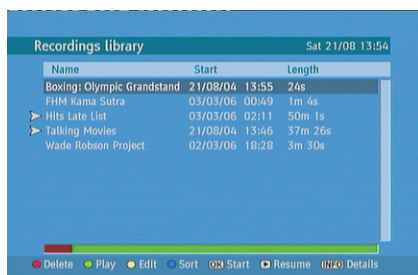 Recordings library Sat 21/08 13:54
Name Start Length
Boxing: Olympic Grandstand 21/08/04 13:55 24s
FHM Kama Sutra 03/03/06 00:49 1m 4s
Hits Late List 03/03/06 02:11 50m 1s
Talking Movies 21/08/04 13:46 37m 26s
Wade Robson Project 02/03/06 18:28 3m 30s
Delete Play Edit Sort OK Start Resume INFO Details